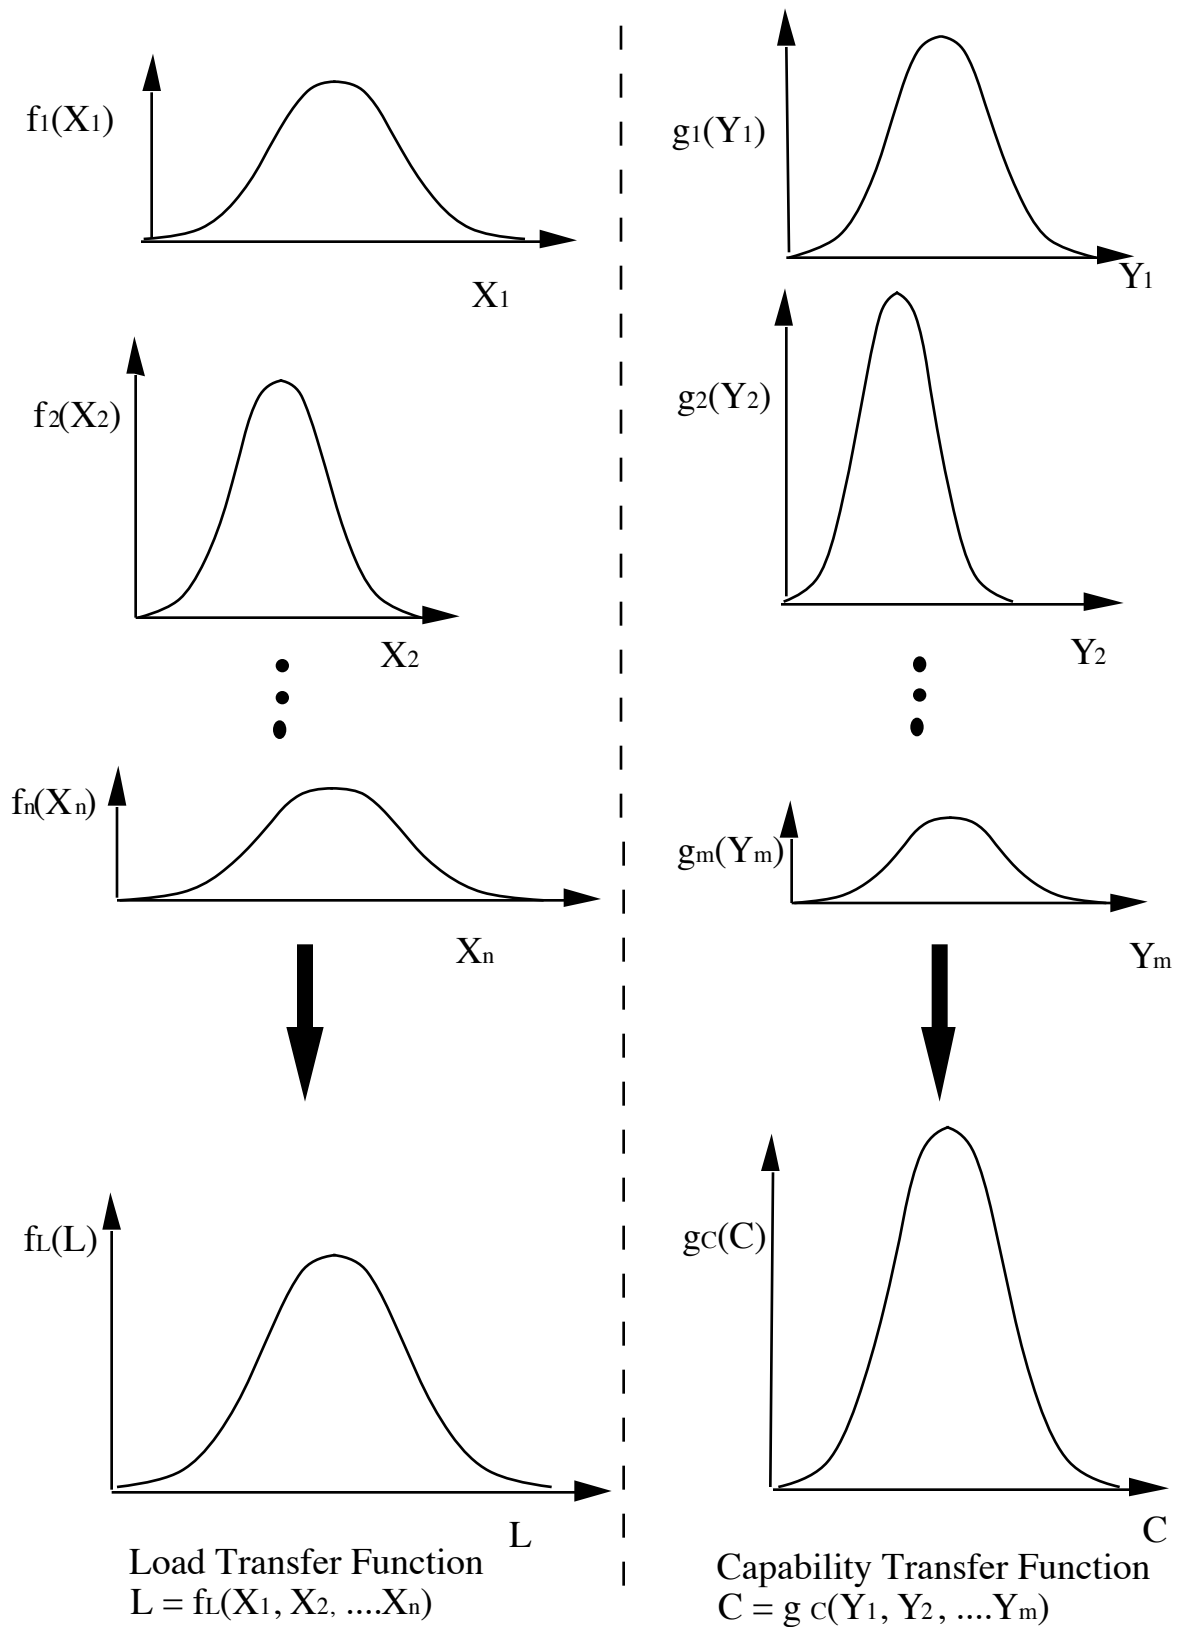 f1(X1)
X1
f2(X2)
X2
fn(Xn)
Xn
fL(L)
L
Load Transfer Function
L = fL(X1, X2, ....Xn)
g1(Y1)
Y1
g2(Y2)
Y2
gm(Ym)
Ym
gC(C)
C
Capability Transfer Function
C = g C(Y1, Y2 , ....Ym)